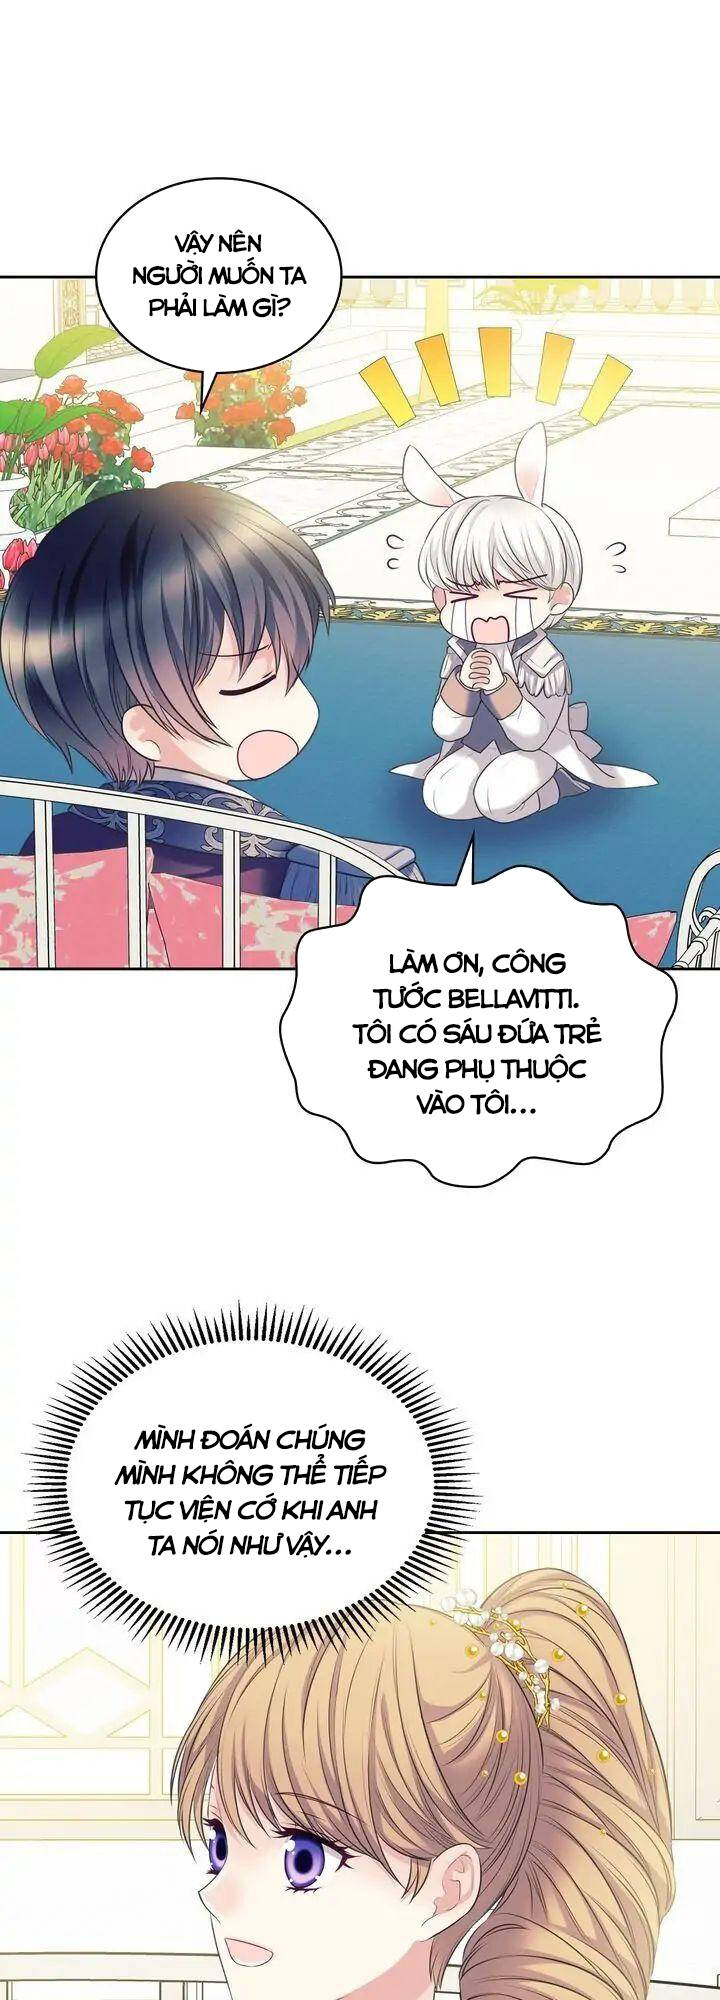 VẬY NÊN
NGƯỜI MUỐN TA
PHẢI LÀM GÌ?
LÀM ƠN, CÔNG
TƯỚC BELLAVITTI.
TÔI CÓ SÁU ĐỨA TRẺ
ĐANG PHỤ THUỘC
VÀO TÔI...
MÌNH ĐOÁN CHÚNG
MÌNH KHÔNG THỂ TIẾP
TỤC VIỆN CỚ KHI ANH
TA NÓI NHƯ VẬY...